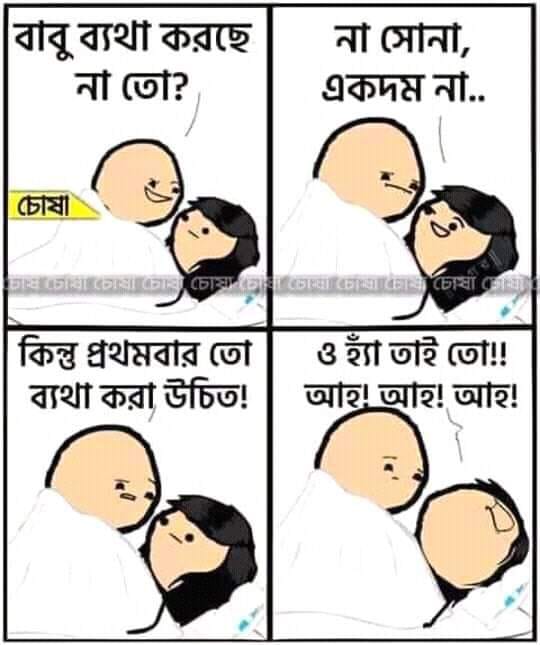 বাবু ব্যথা করছে
না তো?
না সোনা,
একদম না..
চোষা
চোষা চোষা চোষা চোষা চোষা চোষা চোষা চোষা চোষা চোষা চোষা চোষা
কিন্তু প্রথমবার তো
ব্যথা করা উচিত!
ও হ্যাঁ তাই তো!!
আহ! আহ! আহ!